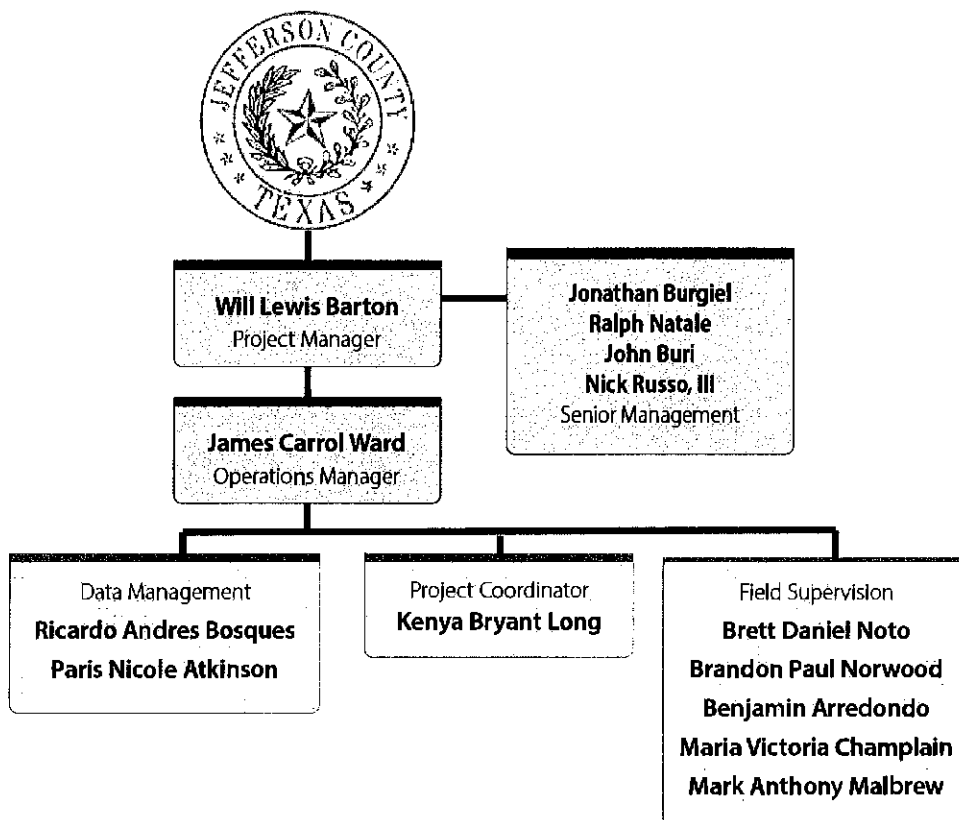 JEFFERSON COUNTY
TEXAS
Will Lewis Barton
Project Manager
Jonathan Burgiel
Ralph Natale
John Buri
Nick Russo, III
Senior Management
James Carrol Ward
Operations Manager
Data Management
Ricardo Andres Bosques
Paris Nicole Atkinson
Project Coordinator
Kenya Bryant Long
Field Supervision
Brett Daniel Noto
Brandon Paul Norwood
Benjamin Arredondo
Maria Victoria Champlain
Mark Anthony Malbrew